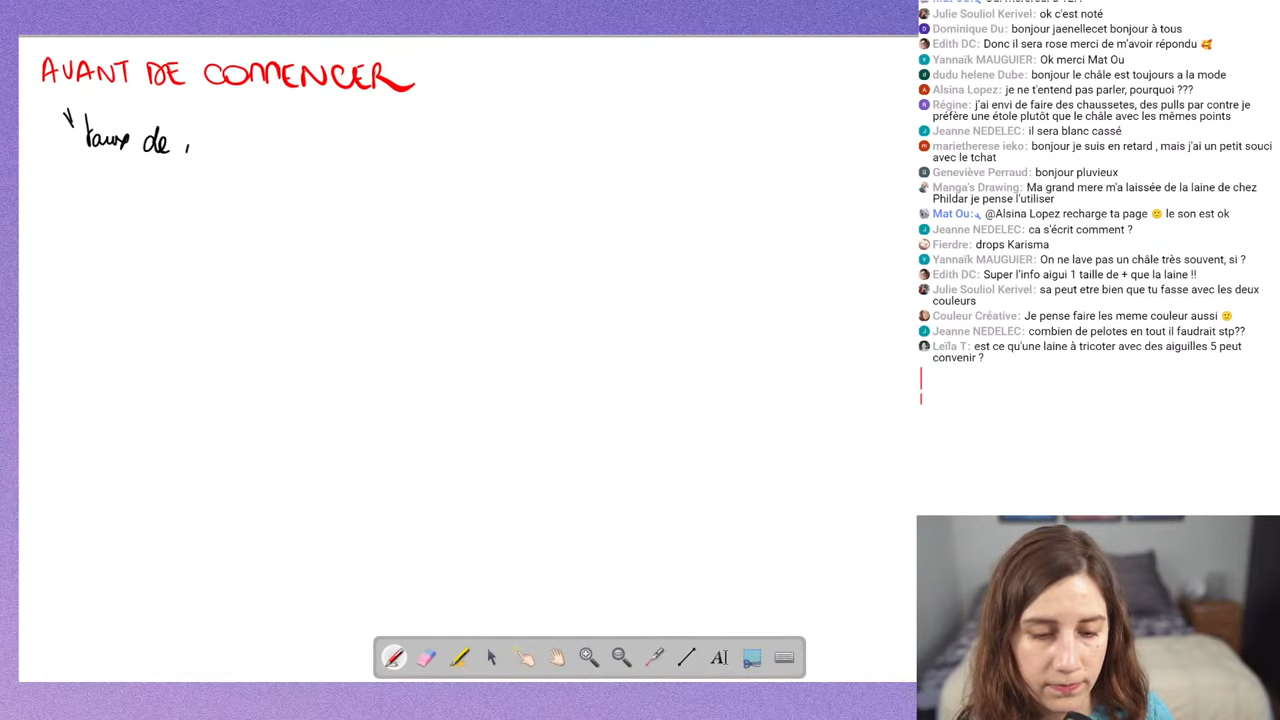 AVANT DE COMENCER
taux de
Julie Souliol Kerivel: ok c'est noté
Dominique Du: bonjour jaenellecet bonjour à tous
Edith DC: Donc il sera rose merci de m'avoir répondu 🥰
Yannaïk MAUGUIER: Ok merci Mat Ou
dudu helene Dube: bonjour le châle est toujours a la mode
Alsina Lopez: je ne t'entend pas parler, pourquoi ???
Régine: j'ai envi de faire des chaussetes, des pulls par contre je
préfère une étole plutôt que le châle avec les mêmes points
Jeanne NEDELEC: il sera blanc cassé
marietherese ieko: bonjour je suis en retard , mais j'ai un petit souci
avec le tchat
Geneviève Perraud: bonjour pluvieux
Manga's Drawing: Ma grand mere m'a laissée de la laine de chez
Phildar je pense l'utiliser
Mat Ou: @Alsina Lopez recharge ta page 🙂 le son est ok
Jeanne NEDELEC: ca s'écrit comment ?
Fierdre: drops Karisma
Yannaïk MAUGUIER: On ne lave pas un châle très souvent, si ?
Edith DC: Super l'info aigui 1 taille de + que la laine !!
Julie Souliol Kerivel: sa peut etre bien que tu fasse avec les deux
couleurs
Couleur Créative: Je pense faire les meme couleur aussi 🙂
Jeanne NEDELEC: combien de pelotes en tout il faudrait stp??
Leïla T: est ce qu'une laine à tricoter avec des aiguilles 5 peut
convenir ?
AI